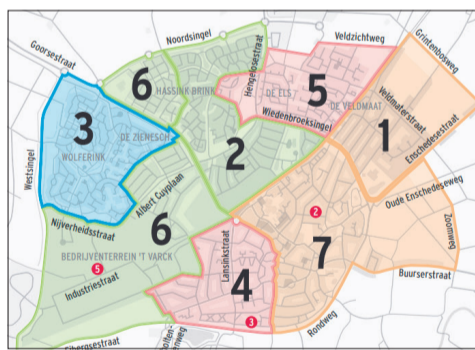 Noordsingel
Veldzichtweg
Grintenbosweg
Goorsestraat
6
HASSINK BRINK
Hengelosestraat
DE ELS
5
DE VELDMAAT
Veldmaterstraat
1
Enschedesestraat
3
DE ZIENESCH
WOLFERINK
Wiedenbroeksingel
2
Westsingel
Albert Cuyplaan
Oude Enschedeseweg
Nijverheidsstraat
6
2
7
Zoomweg
BEDRIJVENTERREIN 'T VARCK
5
Lansinkstraat
Industriestraat
4
Buurserstraat
3
Rondweg